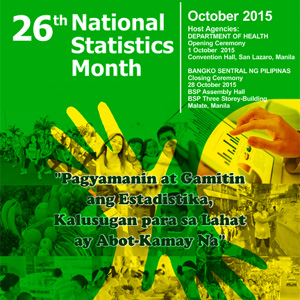 26th National
Statistics
Month
October 2015
Host Agencies:
DEPARTMENT OF HEALTH
Opening Ceremony
1 October 2015
Convention Hall, San Lazaro, Manila
BANGKO SENTRAL NG PILIPINAS
Closing Ceremony
28 October 2015
BSP Assembly Hall
BSP Three Storey-Building
Malate, Manila
"Pagyamanin at Gamitin
ang Estadistika,
Kalusugan para sa Lahat
ay Abot-Kamay Na"